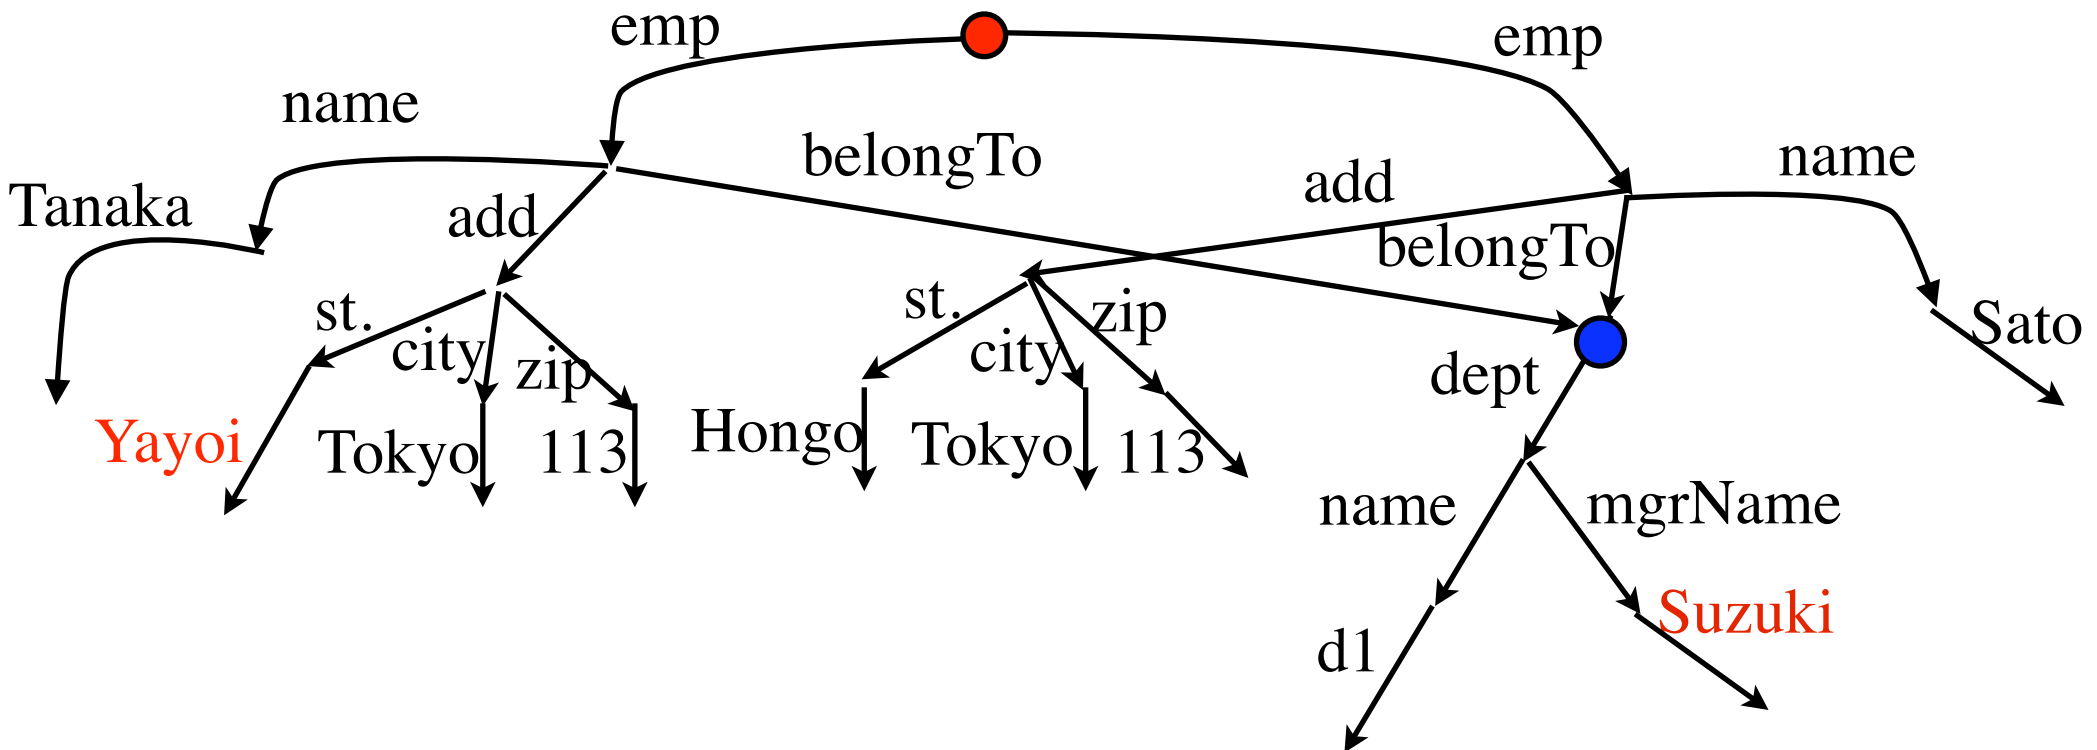 emp
emp
name
belongTo
add
name
Tanaka
add
belongTo
st.
city
zip
st.
city
zip
Sato
dept
Yayoi
Tokyo
113
Hongo
Tokyo
113
name
mgrName
d1
Suzuki